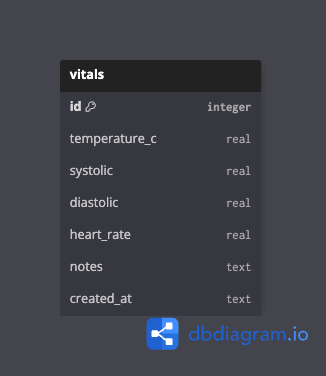 vitals
id integer
temperature_c real
systolic real
diastolic real
heart_rate real
notes text
created_at text
dbdiagram.io